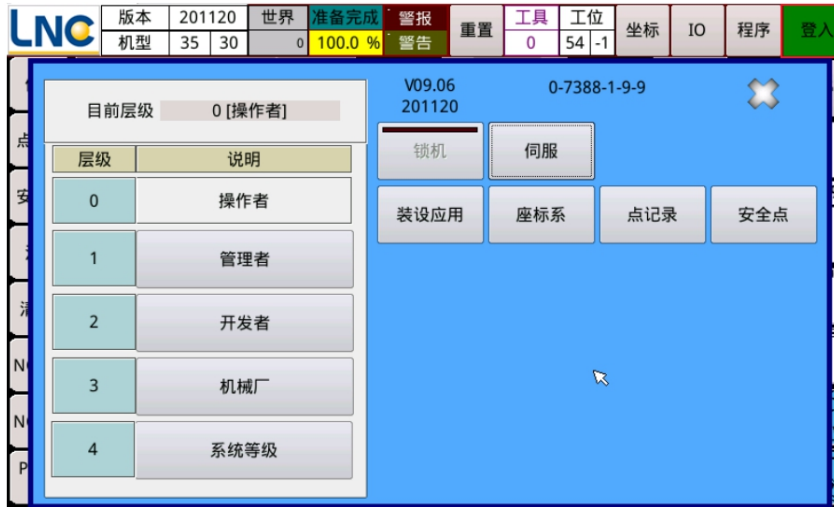 LNC
版本 201120 世界 准备完成 警报 重置 工具 工位 坐标 IO 程序 登入
机型 35 30 0 100.0 % 警告 0 54 -1
V09.06 0-7388-1-9-9
201120
目前层级 0 [操作者]
锁机 伺服
层级 说明
0 操作者
装设应用 座标系 点记录 安全点
1 管理者
2 开发者
3 机械厂
4 系统等级